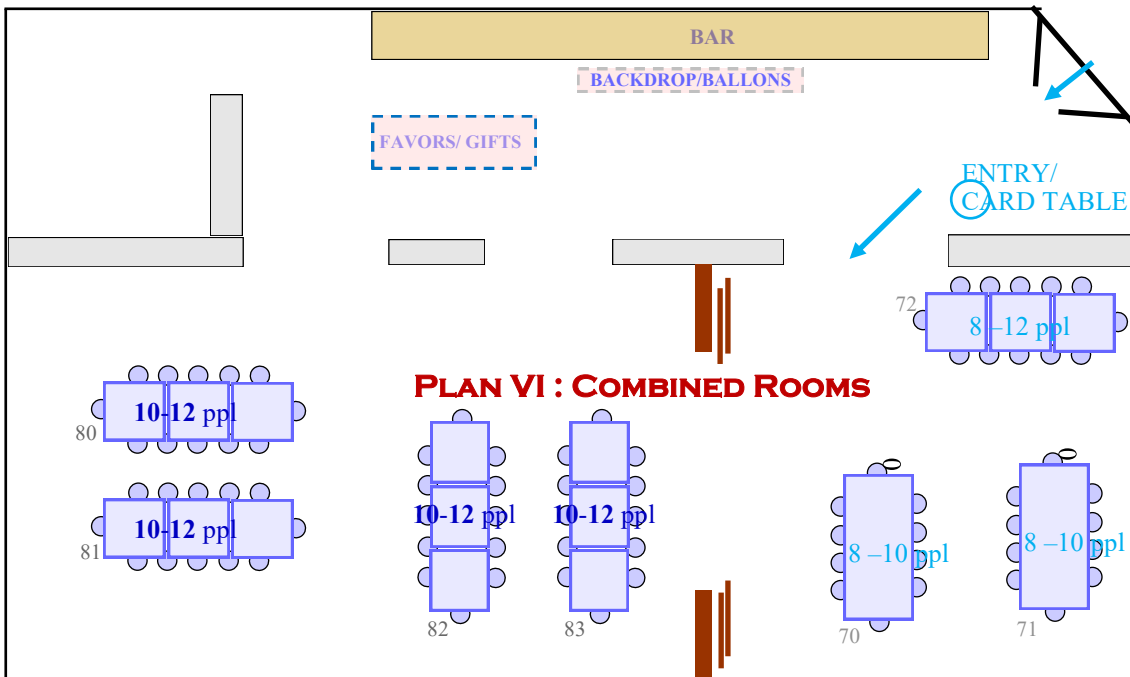 BAR
BACKDROP/BALLONS
FAVORS/ GIFTS
ENTRY/
CARD TABLE
72
8 –12 ppl
PLAN VI : COMBINED ROOMS
10-12 ppl
80
10-12 ppl
81
10-12 ppl
82
10-12 ppl
83
0
8 –10 ppl
70
0
8 –10 ppl
71